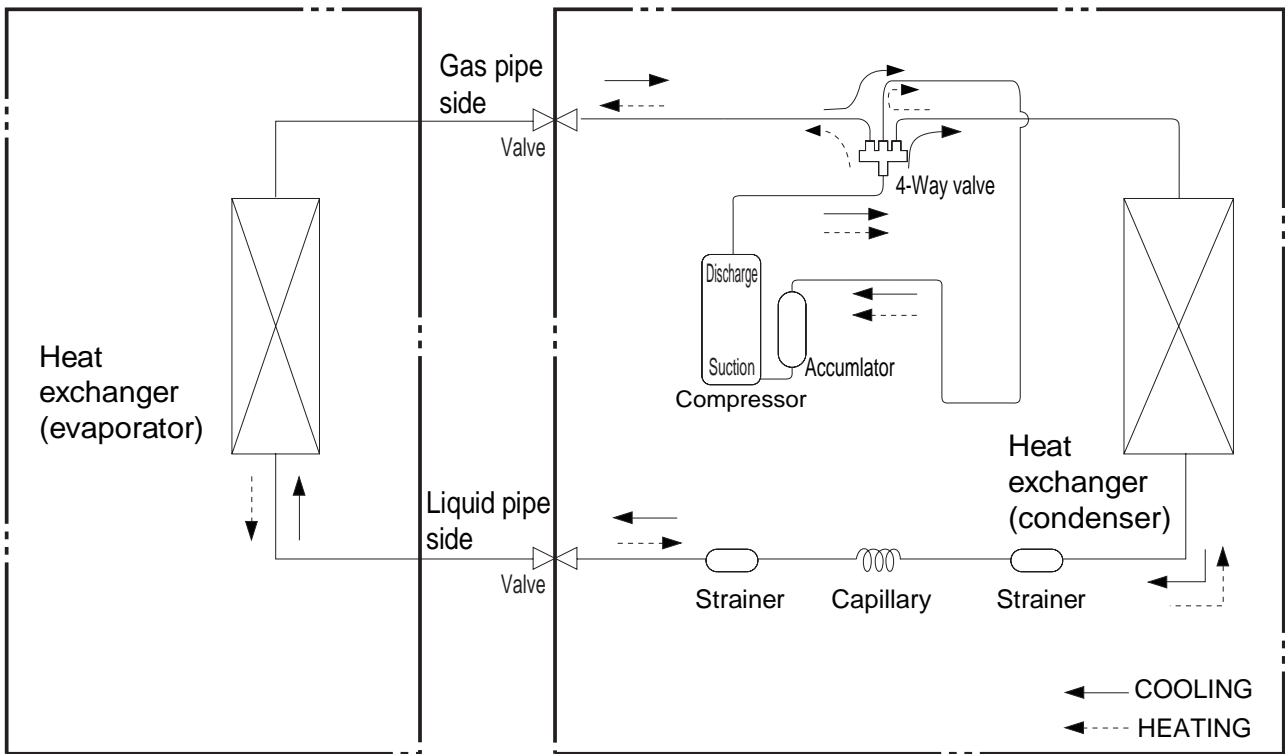 Gas pipe
side
Valve
4-Way valve
Discharge
Suction
Accumlator
Compressor
Heat
exchanger
(evaporator)
Heat
exchanger
(condenser)
Liquid pipe
side
Valve
Strainer
Capillary
Strainer
COOLING
HEATING